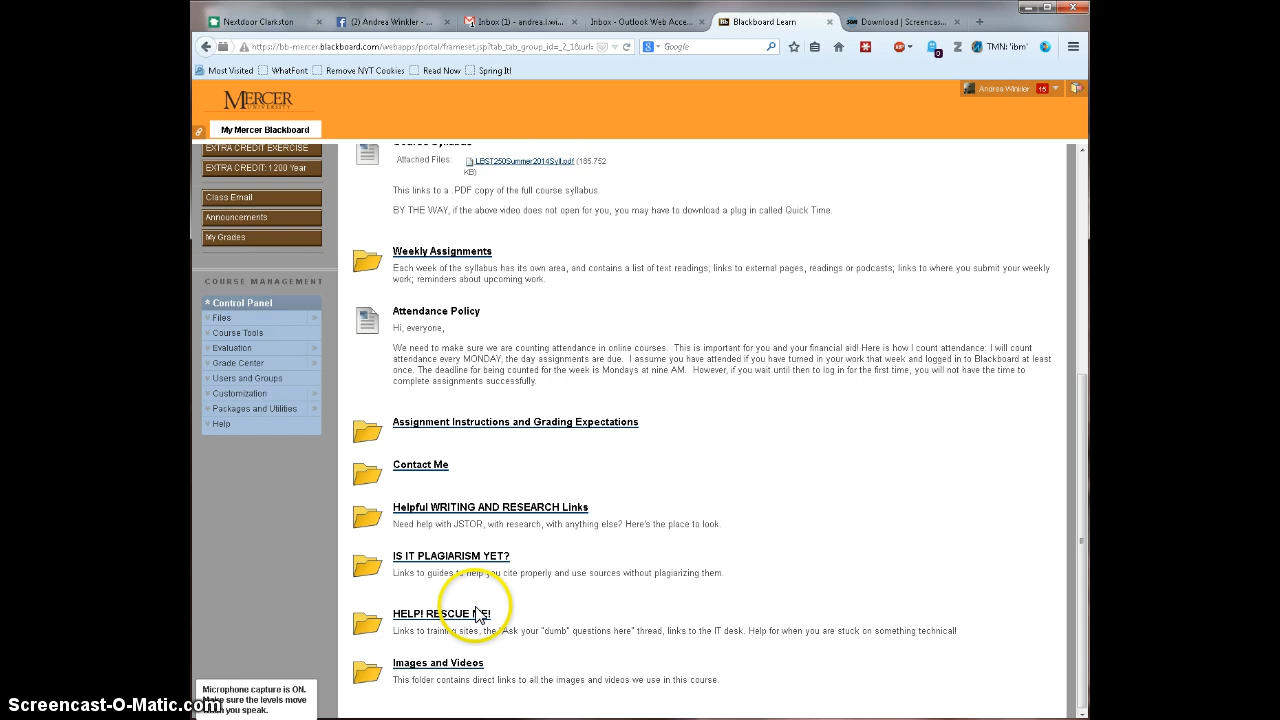 Nextdoor Clarkston
(2) Andrea Winkler - ...
Inbox (1) - andrea.l.wi...
Inbox - Outlook Web Acce...
Blackboard Learn
Download | Screencas...
https://bb-mercer.blackboard.com/webapps/portal/frameset.jsp?tab_tab_group_id=_2_1&url=
Google
TMN: 'ibm'
Most Visited
WhatFont
Remove NYT Cookies
Read Now
Spring It!
MERCER
UNIVERSITY
Andrea Winkler
My Mercer Blackboard
EXTRA CREDIT EXERCISE
EXTRA CREDIT: 1200 Year
Class Email
Announcements
My Grades
COURSE MANAGEMENT
Control Panel
Files
Course Tools
Evaluation
Grade Center
Users and Groups
Customization
Packages and Utilities
Help
Course Syllabus
Attached Files: LBST250Summer2014Syll.pdf (185.752
KB)
This links to a .PDF copy of the full course syllabus.
BY THE WAY, if the above video does not open for you, you may have to download a plug in called Quick Time.
Weekly Assignments
Each week of the syllabus has its own area, and contains a list of text readings; links to external pages, readings or podcasts; links to where you submit your weekly
work; reminders about upcoming work.
Attendance Policy
Hi, everyone,
We need to make sure we are counting attendance in online courses. This is important for you and your financial aid! Here is how I count attendance: I will count
attendance every MONDAY, the day assignments are due. I assume you have attended if you have turned in your work that week and logged in to Blackboard at least
once. The deadline for being counted for the week is Mondays at nine AM. However, if you wait until then to log in for the first time, you will not have the time to
complete assignments successfully.
Assignment Instructions and Grading Expectations
Contact Me
Helpful WRITING AND RESEARCH Links
Need help with JSTOR, with research, with anything else? Here's the place to look.
IS IT PLAGIARISM YET?
Links to guides to help you cite properly and use sources without plagiarizing them.
HELP! RESCUE ME!
Links to training sites, the "Ask your "dumb" questions here" thread, links to the IT desk. Help for when you are stuck on something technical!
Images and Videos
This folder contains direct links to all the images and videos we use in this course.
Microphone capture is ON.
Make sure the levels move
you speak.
Screencast-O-Matic.com